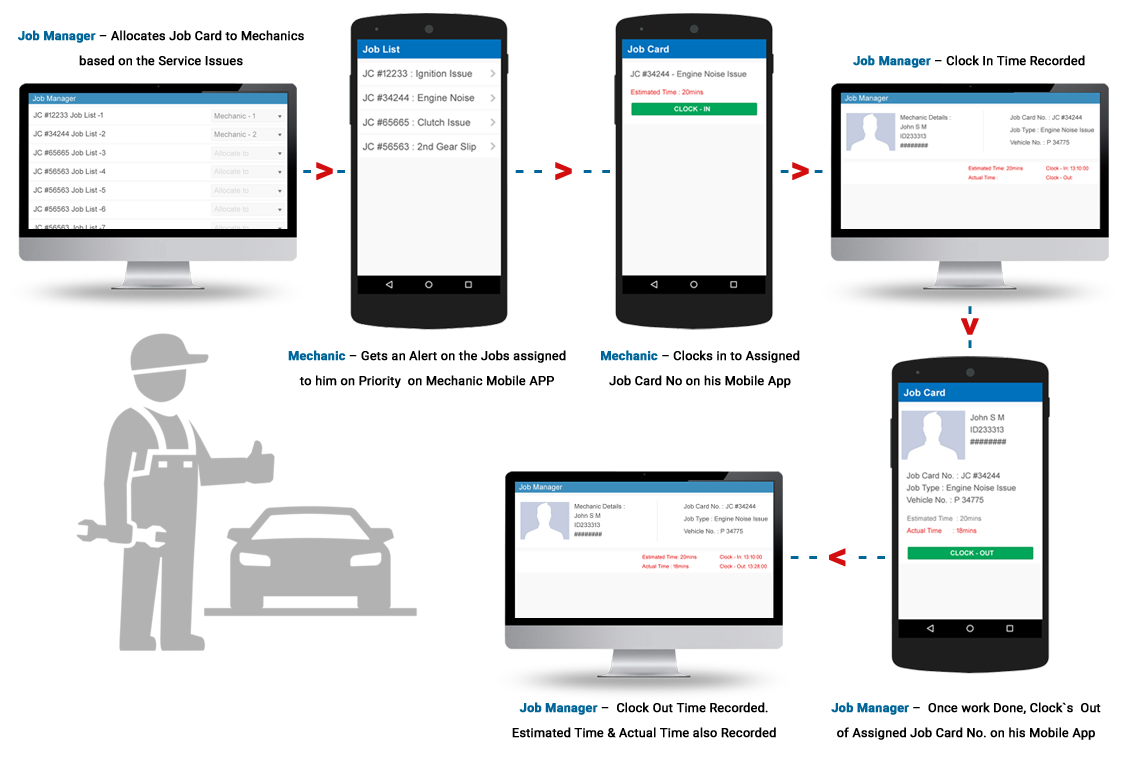 Job Manager – Allocates Job Card to Mechanics
based on the Service Issues
Job Manager
JC #12233 Job List -1
Mechanic - 1
JC #34244 Job List -2
Mechanic - 2
JC #65665 Job List -3
Allocate to
JC #56563 Job List -4
Allocate to
JC #56563 Job List -5
Allocate to
JC #56563 Job List -6
Allocate to
JC #56563 Job List -7
Allocate to
Job List
JC #12233 : Ignition Issue
JC #34244 : Engine Noise
JC #65665 : Clutch Issue
JC #56563 : 2nd Gear Slip
Mechanic – Gets an Alert on the Jobs assigned
to him on Priority on Mechanic Mobile APP
Job Card
JC #34244 - Engine Noise Issue
Estimated Time : 20mins
CLOCK - IN
Mechanic – Clocks in to Assigned
Job Card No on his Mobile App
Job Manager – Clock In Time Recorded
Job Manager
Mechanic Details :
John S M
ID233313
########
Job Card No. : JC #34244
Job Type : Engine Noise Issue
Vehicle No. : P 34775
Estimated Time: 20mins
Clock - In: 13:10:00
Actual Time :
Clock - Out:
Job Card
John S M
ID233313
########
Job Card No. : JC #34244
Job Type : Engine Noise Issue
Vehicle No. : P 34775
Estimated Time : 20mins
Actual Time : 18mins
CLOCK - OUT
Job Manager – Once work Done, Clock`s Out
of Assigned Job Card No. on his Mobile App
Job Manager
Mechanic Details :
John S M
ID233313
########
Job Card No. : JC #34244
Job Type : Engine Noise Issue
Vehicle No. : P 34775
Estimated Time: 20mins
Clock - In: 13:10:00
Actual Time : 18mins
Clock - Out: 13:28:00
Job Manager – Clock Out Time Recorded.
Estimated Time & Actual Time also Recorded